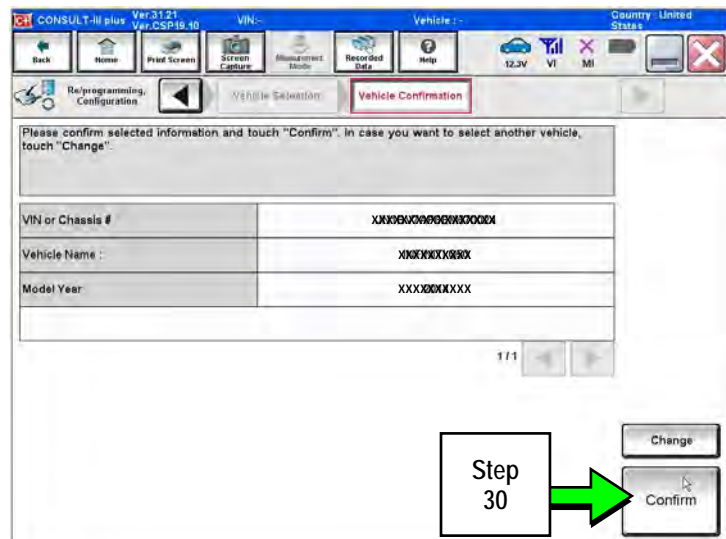 C+ CONSULT-III plus Ver.31.21 VIN:- Vehicle : - Country : United
Ver.CSP19.10 States
Back Home Print Screen Screen Capture Measurement Mode Recorded Data Help 12.3V VI MI
Re/programming, Configuration Vehicle Selection Vehicle Confirmation
Please confirm selected information and touch "Confirm". In case you want to select another vehicle,
touch "Change".
VIN or Chassis #
Vehicle Name :
Model Year
1/1
Change
Step
30
Confirm